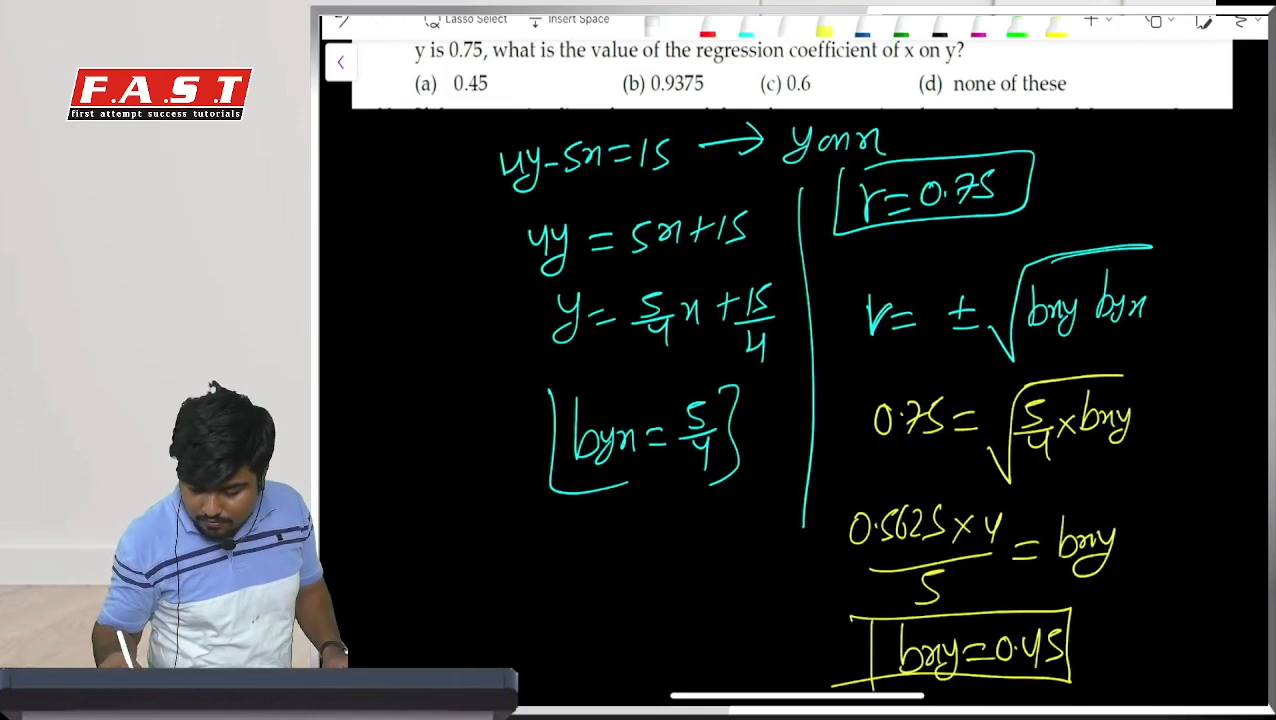 Lasso Select
Insert Space
F.A.S.T
first attempt success tutorials
y is 0.75, what is the value of the regression coefficient of x on y?
(a) 0.45 (b) 0.9375 (c) 0.6 (d) none of these
4y-5x=15 → y on x
4y = 5x+15
y= 5/4 x + 15/4
byx = 5/4
r= 0.75
r= ± √bxy byx
0.75 = √5/4 × bxy
0.5625 × 4 / 5 = bxy
bxy=0.45